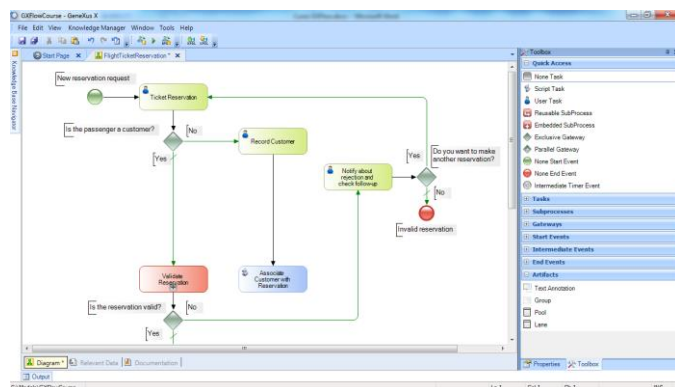 GXFlowCourse - GeneXus X
File Edit View Knowledge Manager Window Tools Help
Start Page
FlightTicketReservation *
Knowledge Base Navigator
New reservation request
Ticket Reservation
Is the passenger a customer?
No
Yes
Record Customer
Notify about
rejection and
check follow-up
Yes
Do you want to make
another reservation?
No
Invalid reservation
Validate
Reservation
Associate
Customer with
Reservation
Is the reservation valid?
No
Yes
Diagram *
Relevant Data
Documentation
Output
Toolbox
Quick Access
None Task
Script Task
User Task
Reusable SubProcess
Embedded SubProcess
Exclusive Gateway
Parallel Gateway
None Start Event
None End Event
Intermediate Timer Event
Tasks
Subprocesses
Gateways
Start Events
Intermediate Events
End Events
Artifacts
Text Annotation
Group
Pool
Lane
Properties
Toolbox